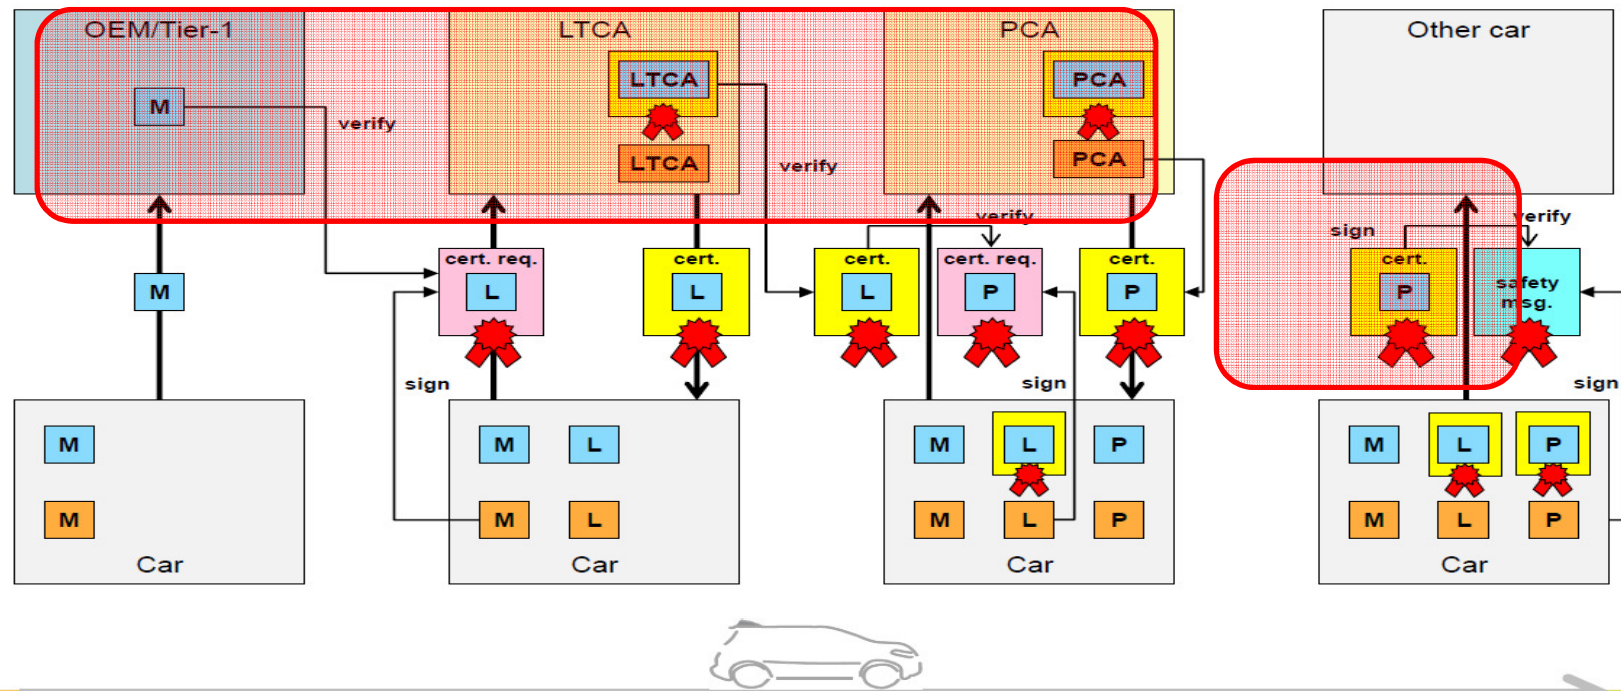 OEM/Tier-1
LTCA
PCA
Other car
M
LTCA
PCA
LTCA
PCA
verify
verify
verify
verify
sign
cert. req.
cert.
cert.
cert. req.
cert.
cert.
M
L
L
L
P
P
P
safety
msg.
sign
sign
sign
M
M
L
M
L
P
M
L
P
M
M
L
M
L
P
M
L
P
Car
Car
Car
Car